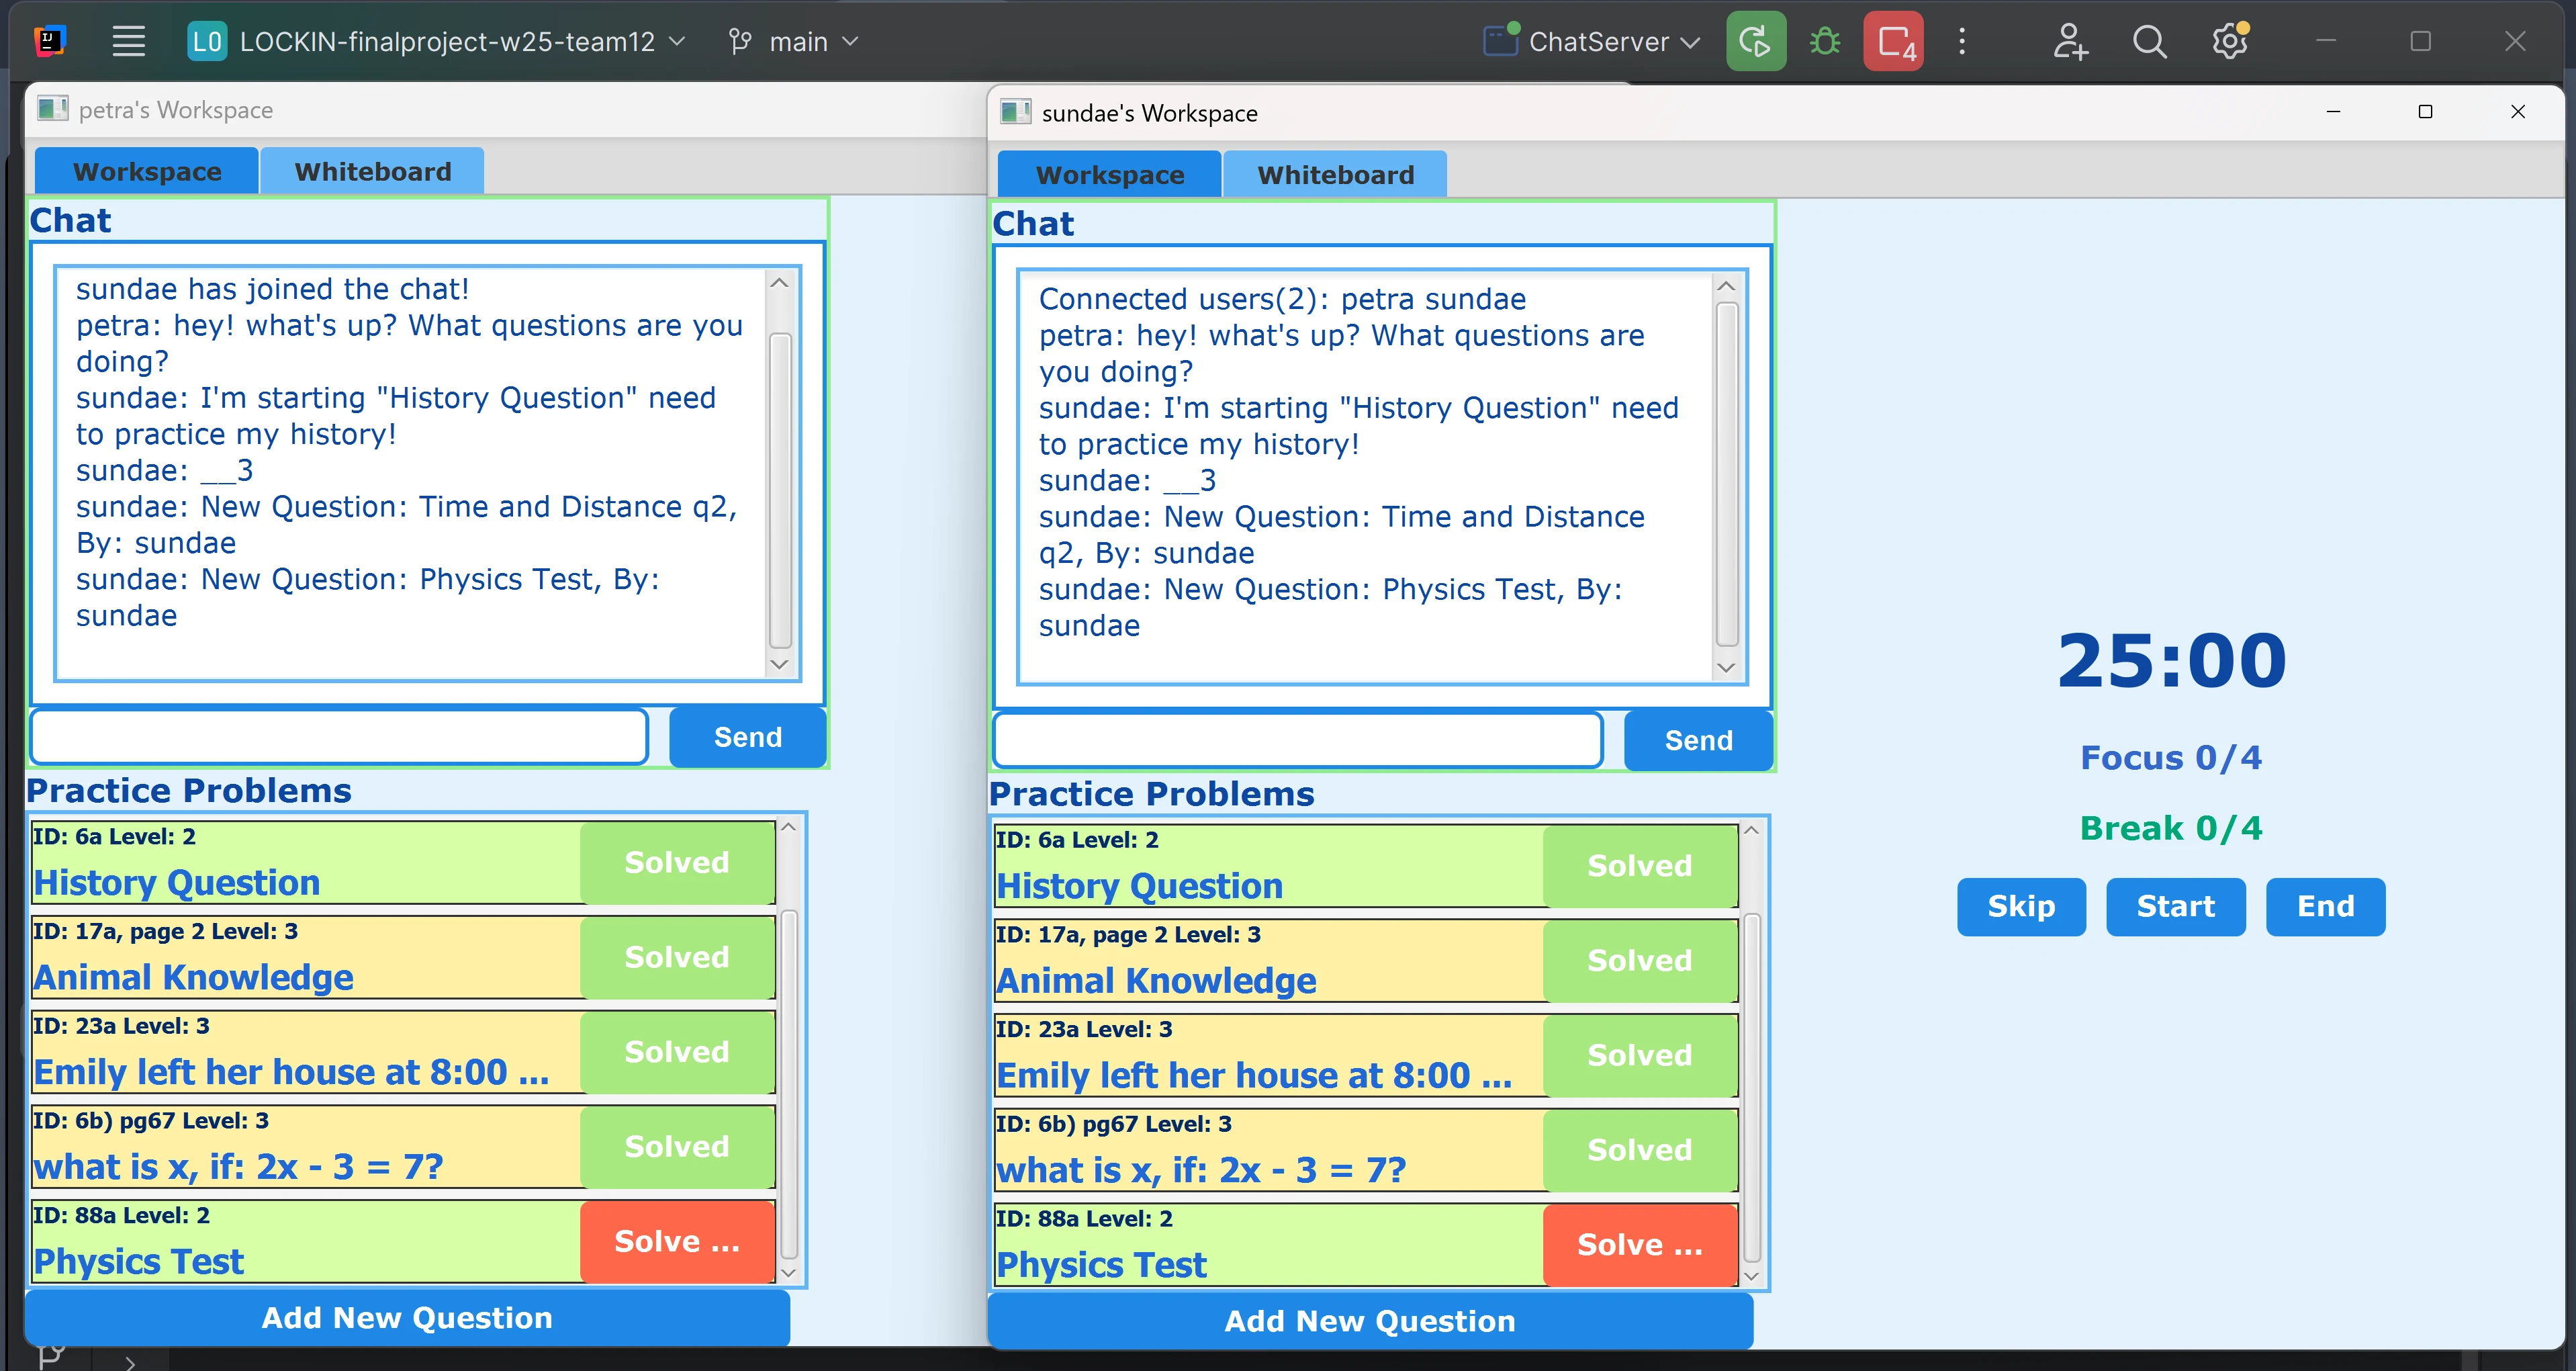 LO LOCKIN-finalproject-w25-team12 main ChatServer 4
petra's Workspace
Workspace Whiteboard
Chat
sundae has joined the chat!
petra: hey! what's up? What questions are you
doing?
sundae: I'm starting "History Question" need
to practice my history!
sundae: __3
sundae: New Question: Time and Distance q2,
By: sundae
sundae: New Question: Physics Test, By:
sundae
Send
Practice Problems
ID: 6a Level: 2
History Question
Solved
ID: 17a, page 2 Level: 3
Animal Knowledge
Solved
ID: 23a Level: 3
Emily left her house at 8:00 ...
Solved
ID: 6b) pg67 Level: 3
what is x, if: 2x - 3 = 7?
Solved
ID: 88a Level: 2
Physics Test
Solve ...
Add New Question
sundae's Workspace
Workspace Whiteboard
Chat
Connected users(2): petra sundae
petra: hey! what's up? What questions are
you doing?
sundae: I'm starting "History Question" need
to practice my history!
sundae: __3
sundae: New Question: Time and Distance
q2, By: sundae
sundae: New Question: Physics Test, By:
sundae
Send
Practice Problems
ID: 6a Level: 2
History Question
Solved
ID: 17a, page 2 Level: 3
Animal Knowledge
Solved
ID: 23a Level: 3
Emily left her house at 8:00 ...
Solved
ID: 6b) pg67 Level: 3
what is x, if: 2x - 3 = 7?
Solved
ID: 88a Level: 2
Physics Test
Solve ...
Add New Question
25:00
Focus 0/4
Break 0/4
Skip Start End